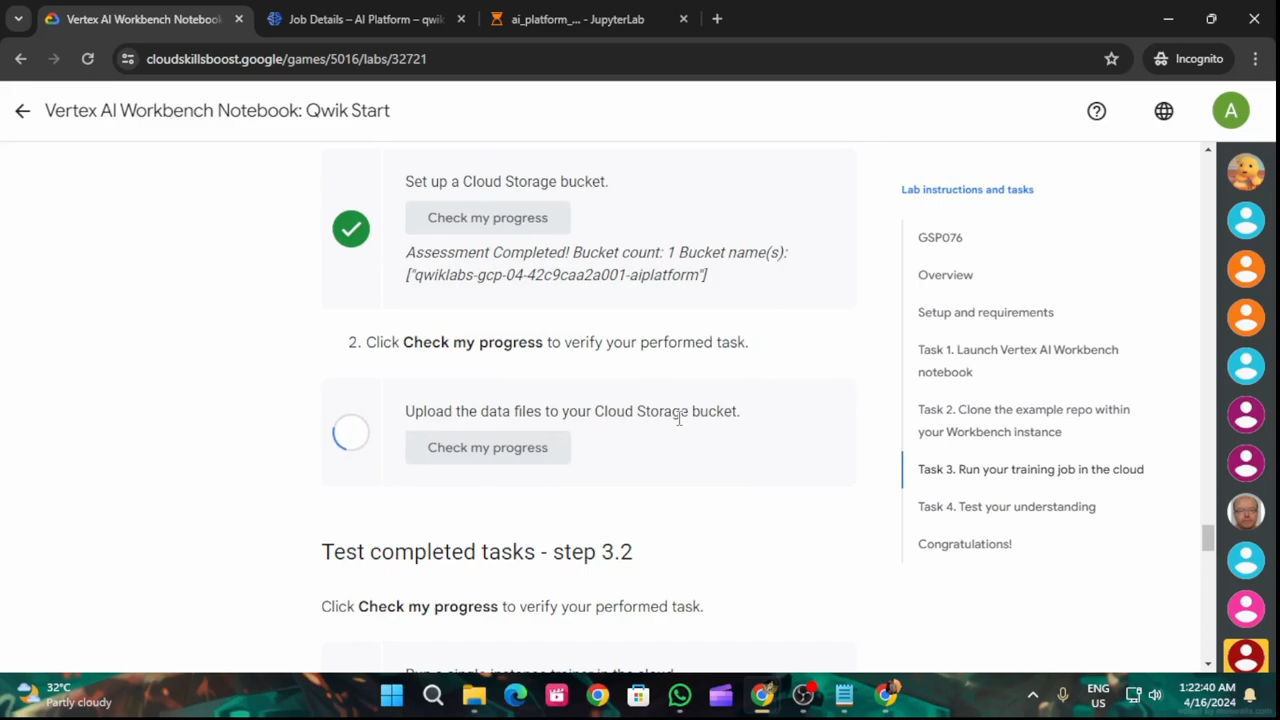 Vertex AI Workbench Notebook
Job Details – AI Platform – qwik
ai_platform_... - JupyterLab
cloudskillsboost.google/games/5016/labs/32721
Incognito
Vertex AI Workbench Notebook: Qwik Start
A
Set up a Cloud Storage bucket.
Check my progress
Assessment Completed! Bucket count: 1 Bucket name(s):
["qwiklabs-gcp-04-42c9caa2a001-aiplatform"]
2. Click Check my progress to verify your performed task.
Upload the data files to your Cloud Storage bucket.
Check my progress
Test completed tasks - step 3.2
Click Check my progress to verify your performed task.
Run a single instance trainer in the cloud.
Lab instructions and tasks
GSP076
Overview
Setup and requirements
Task 1. Launch Vertex AI Workbench
notebook
Task 2. Clone the example repo within
your Workbench instance
Task 3. Run your training job in the cloud
Task 4. Test your understanding
Congratulations!
32°C
Partly cloudy
ENG
US
1:22:40 AM
4/16/2024